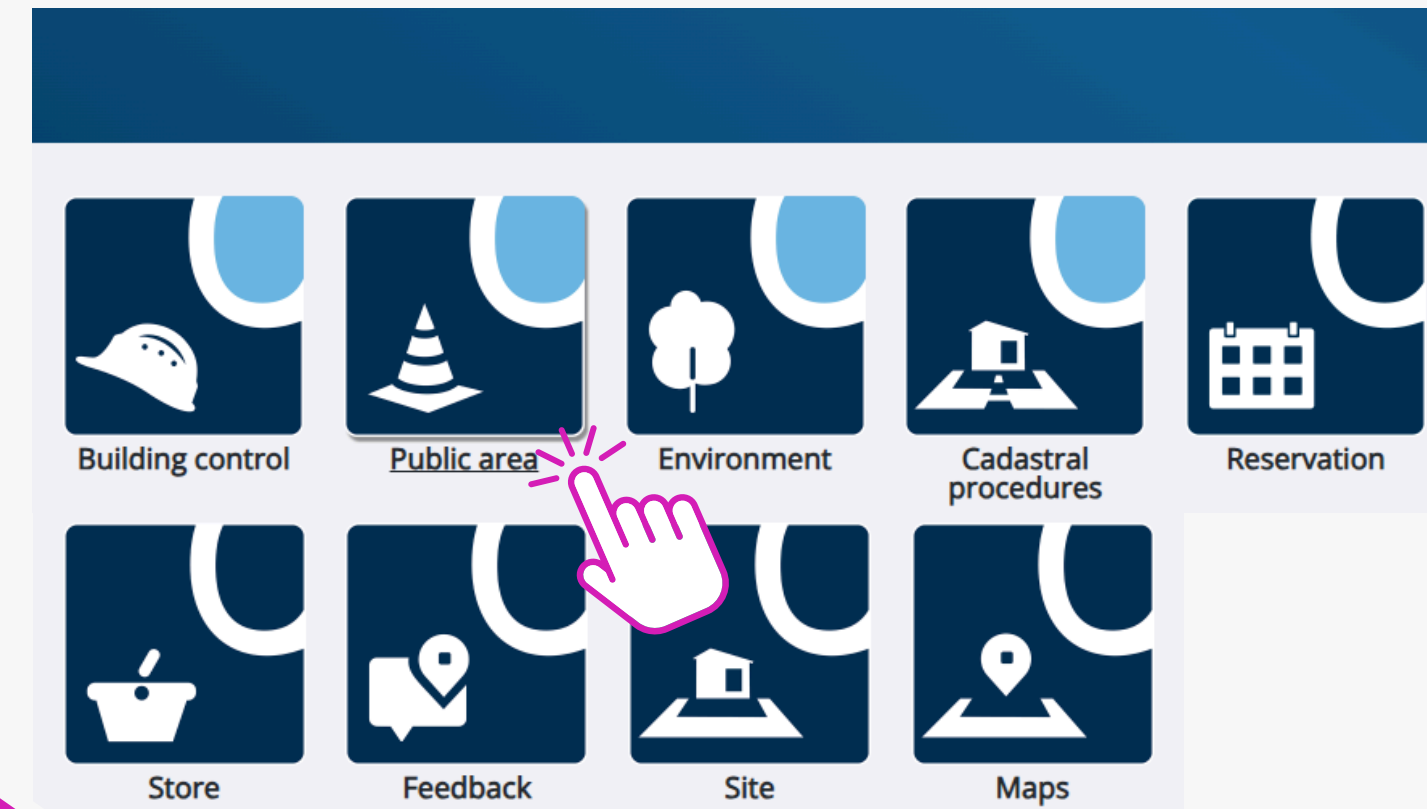 Building control
Public area
Environment
Cadastral
procedures
Reservation
Store
Feedback
Site
Maps